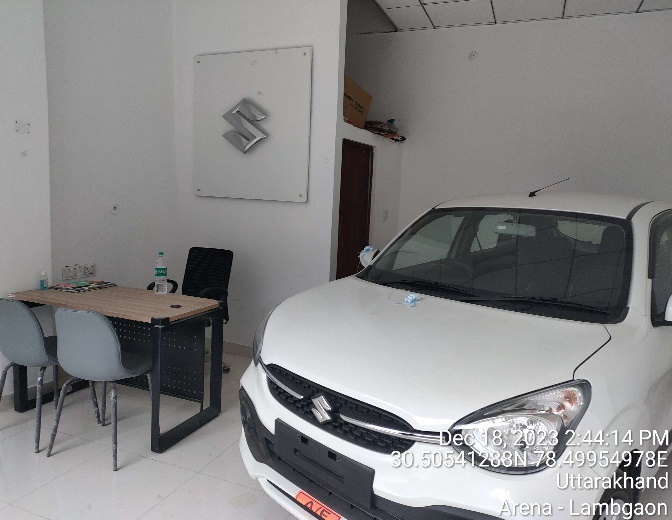 Dec 18, 2023 2:44:14 PM
30.50541288N 78.49954978E
Uttarakhand
Arena - Lambgaon
A/F